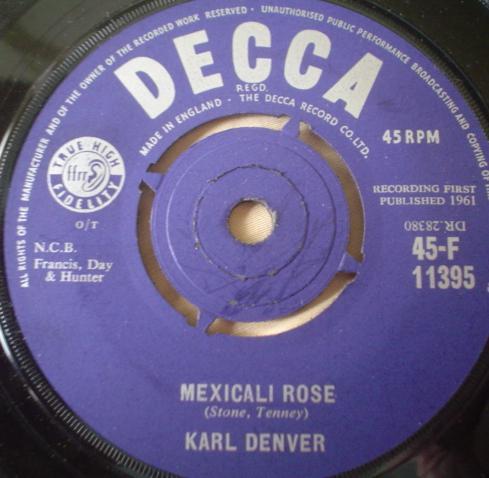 ALL RIGHTS OF THE MANUFACTURER AND OF THE OWNER OF THE RECORDED WORK RESERVED · UNAUTHORISED PUBLIC PERFORMANCE BROADCASTING AND COPYING OF
DECCA
REGD.
MADE IN ENGLAND · THE DECCA RECORD CO. LTD.
TRUE HIGH
ffrr
FIDELITY
O/T
45 RPM
RECORDING FIRST
PUBLISHED 1961
DR.28380
45-F
11395
N.C.B.
Francis, Day
& Hunter
MEXICALI ROSE
(Stone, Tenney)
KARL DENVER